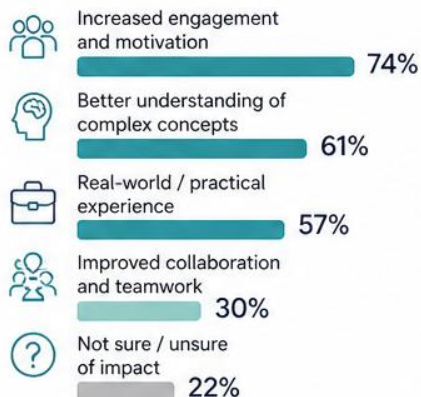 Increased engagement
and motivation
74%
Better understanding of
complex concepts
61%
Real-world / practical
experience
57%
Improved collaboration
and teamwork
30%
?
Not sure / unsure
of impact
22%